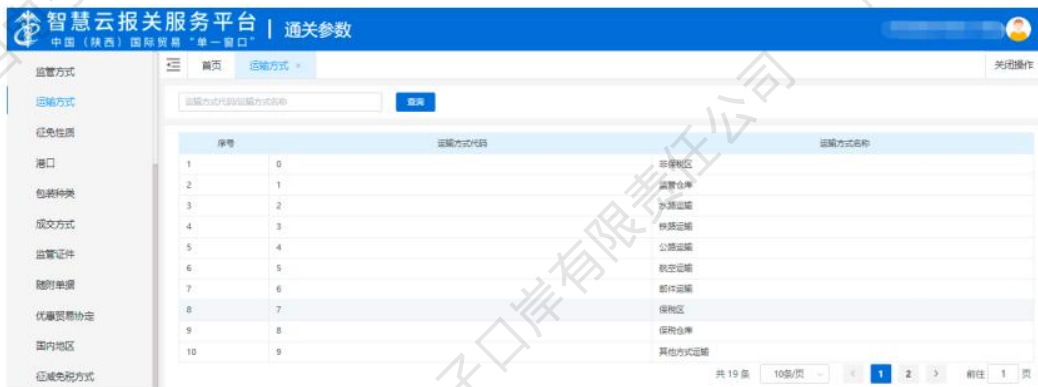 智慧云报关服务平台 | 通关参数
中国（陕西）国际贸易“单一窗口”
首页 运输方式 × 关闭操作
监管方式
运输方式
征免性质
港口
包装种类
成交方式
监管证件
随附单据
优惠贸易协定
国内地区
征减免税方式
运输方式代码/运输方式名称 查询
序号 运输方式代码 运输方式名称
1 0 非保税区
2 1 监管仓库
3 2 水路运输
4 3 铁路运输
5 4 公路运输
6 5 航空运输
7 6 邮件运输
8 7 保税区
9 8 保税仓库
10 9 其他方式运输
共 19 条 10条/页 < 1 2 > 前往 1 页
子口岸有限责任公司